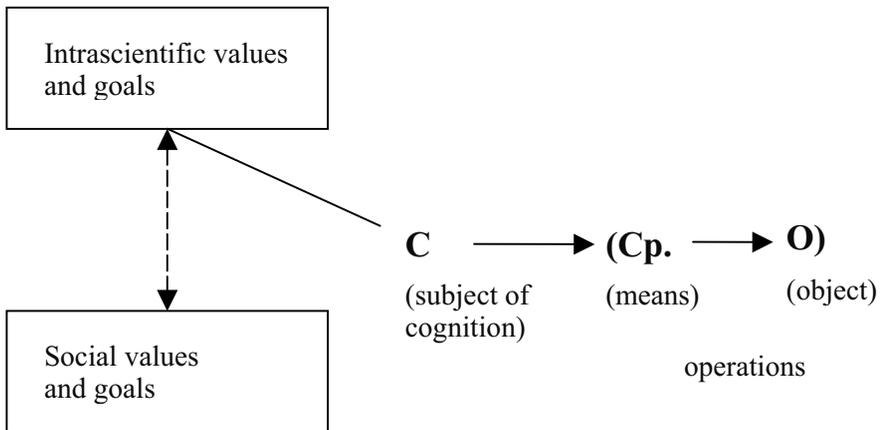 Intrascientific values
and goals
C
(subject of
cognition)
(Cp.
(means)
O)
(object)
operations
Social values
and goals